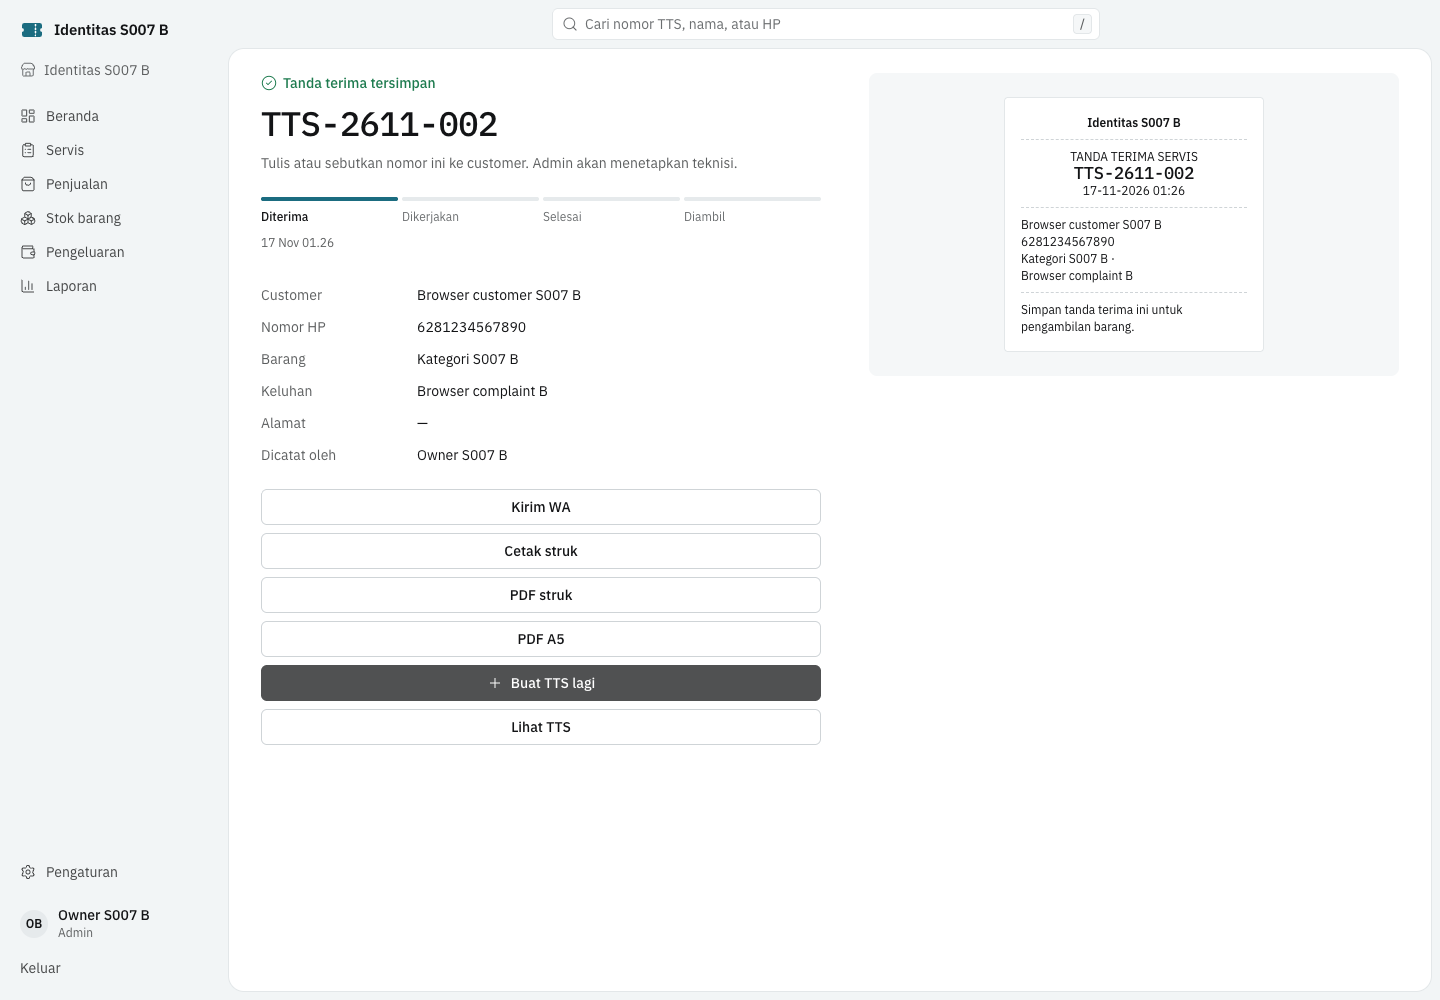 Identitas S007 B
Identitas S007 B
Beranda
Servis
Penjualan
Stok barang
Pengeluaran
Laporan
Pengaturan
OB
Owner S007 B
Admin
Keluar
Cari nomor TTS, nama, atau HP
/
Tanda terima tersimpan
TTS-2611-002
Tulis atau sebutkan nomor ini ke customer. Admin akan menetapkan teknisi.
Diterima Dikerjakan Selesai Diambil
17 Nov 01.26
Customer Browser customer S007 B
Nomor HP 6281234567890
Barang Kategori S007 B
Keluhan Browser complaint B
Alamat —
Dicatat oleh Owner S007 B
Kirim WA
Cetak struk
PDF struk
PDF A5
+ Buat TTS lagi
Lihat TTS
Identitas S007 B
TANDA TERIMA SERVIS
TTS-2611-002
17-11-2026 01:26
Browser customer S007 B
6281234567890
Kategori S007 B ·
Browser complaint B
Simpan tanda terima ini untuk
pengambilan barang.